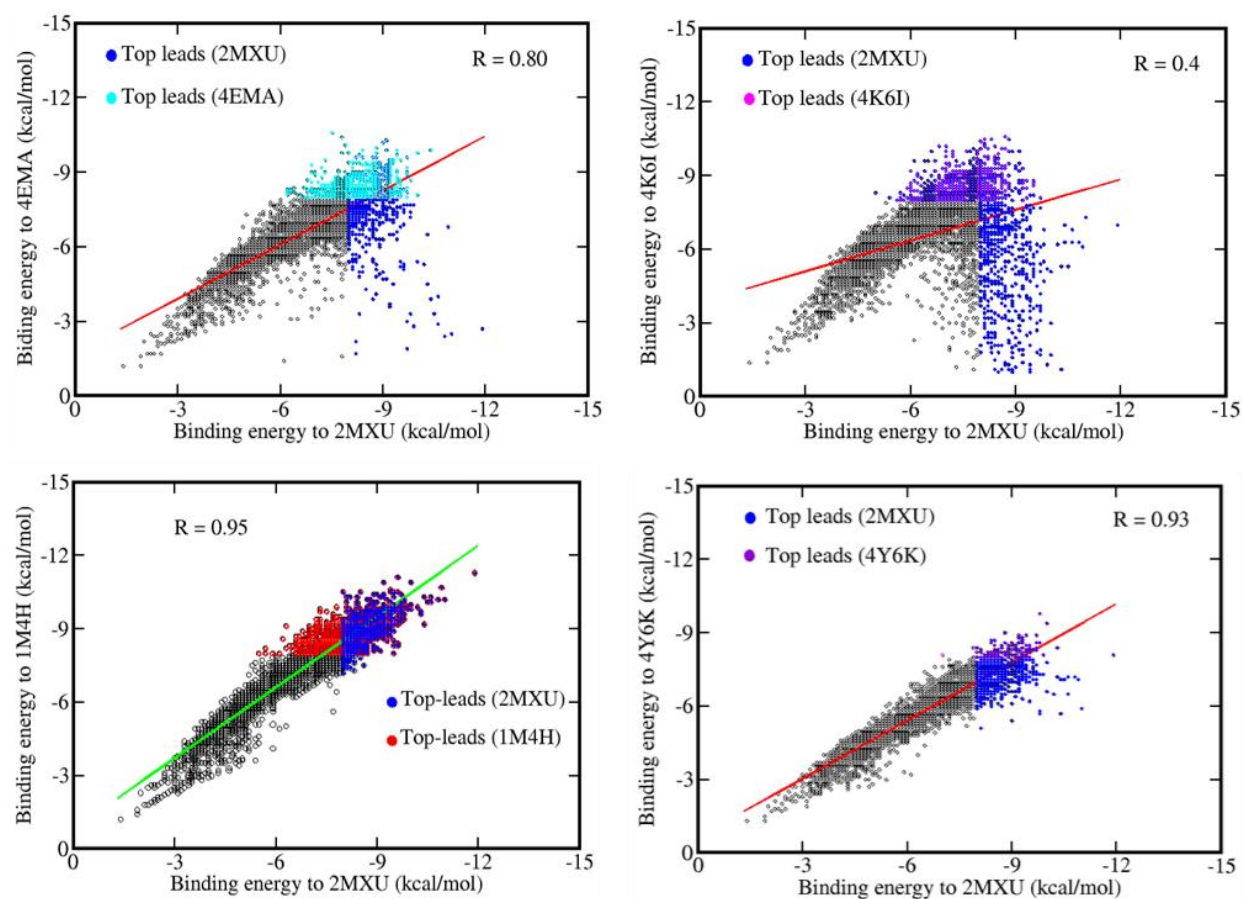 -15
-12
-9
-6
-3
0
Biding energy to 4EMA (kcal/mol)
Top leads (2MXU)
Top leads (4EMA)
R = 0.80
0 -3 -6 -9 -12 -15
Binding energy to 2MXU (kcal/mol)
-15
-12
-9
-6
-3
0
Binding energy to 4K6I (kcal/mol)
Top leads (2MXU)
Top leads (4K6I)
R = 0.4
0 -3 -6 -9 -12 -15
Binding energy to 2MXU (kcal/mol)
-15
-12
-9
-6
-3
0
Binding energy to 1M4H (kcal/mol)
R = 0.95
Top-leads (2MXU)
Top-leads (1M4H)
0 -3 -6 -9 -12 -15
Binding energy to 2MXU (kcal/mol)
-15
-12
-9
-6
-3
0
Binding energy to 4Y6K (kcal/mol)
Top leads (2MXU)
Top leads (4Y6K)
R = 0.93
0 -3 -6 -9 -12 -15
Binding energy to 2MXU (kcal/mol)